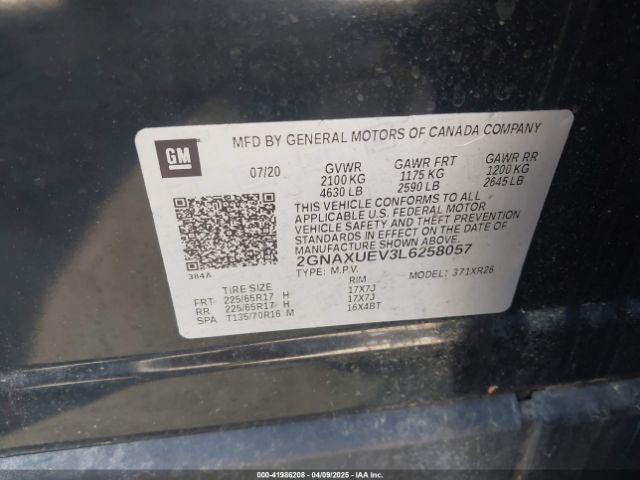 GM
MFD BY GENERAL MOTORS OF CANADA COMPANY
07/20 GVWR GAWR FRT GAWR RR
2100 KG 1175 KG 1200 KG
4630 LB 2590 LB 2645 LB
THIS VEHICLE CONFORMS TO ALL
APPLICABLE U.S. FEDERAL MOTOR
VEHICLE SAFETY AND THEFT PREVENTION
STANDARDS IN EFFECT ON THE DATE OF
MANUFACTURE SHOWN ABOVE.
2GNAXUEV3L6258057
384A
TYPE: M.P.V. MODEL: 371XR26
TIRE SIZE RIM
FRT 225/65R17 H 17X7J
RR 225/65R17 H 17X7J
SPA T135/70R16 M 16X4BT
000-41986208 - 04/09/2025 - IAAI.COM